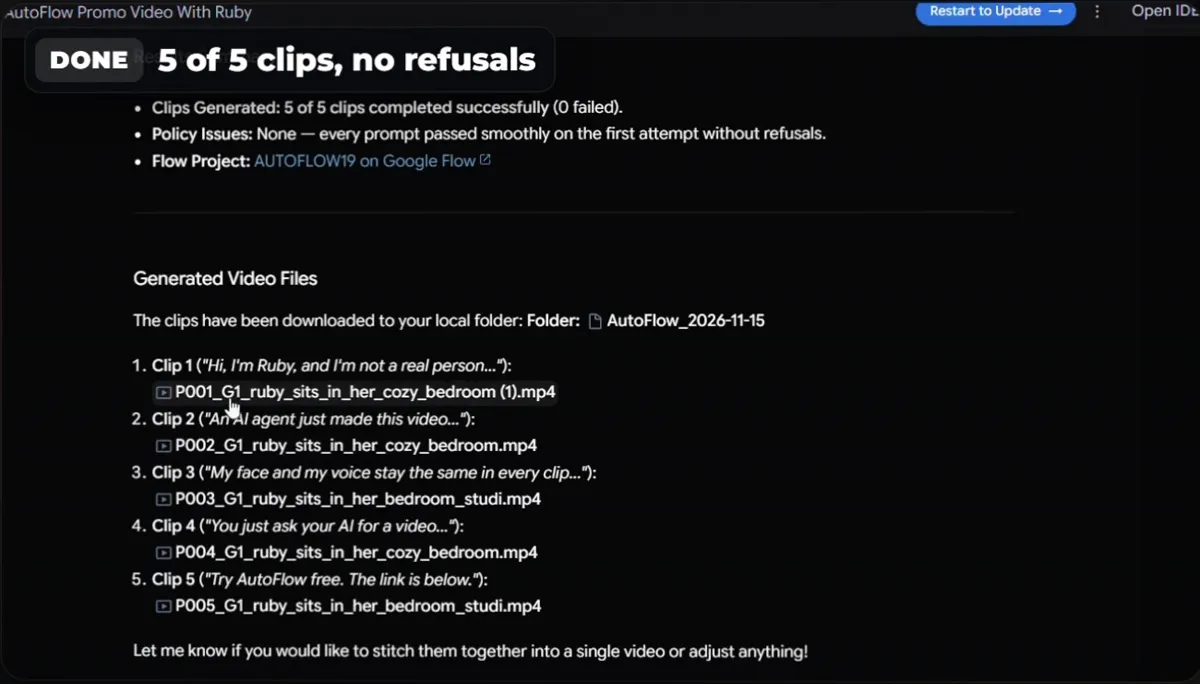 AutoFlow Promo Video With Ruby
Restart to Update →
Open IDE
DONE 5 of 5 clips, no refusals
• Clips Generated: 5 of 5 clips completed successfully (0 failed).
• Policy Issues: None — every prompt passed smoothly on the first attempt without refusals.
• Flow Project: AUTOFLOW19 on Google Flow
Generated Video Files
The clips have been downloaded to your local folder: Folder: AutoFlow_2026-11-15
1. Clip 1 ("Hi, I'm Ruby, and I'm not a real person..."):
P001_G1_ruby_sits_in_her_cozy_bedroom (1).mp4
2. Clip 2 ("An AI agent just made this video..."):
P002_G1_ruby_sits_in_her_cozy_bedroom.mp4
3. Clip 3 ("My face and my voice stay the same in every clip..."):
P003_G1_ruby_sits_in_her_bedroom_studi.mp4
4. Clip 4 ("You just ask your AI for a video..."):
P004_G1_ruby_sits_in_her_cozy_bedroom.mp4
5. Clip 5 ("Try AutoFlow free. The link is below."):
P005_G1_ruby_sits_in_her_bedroom_studi.mp4
Let me know if you would like to stitch them together into a single video or adjust anything!